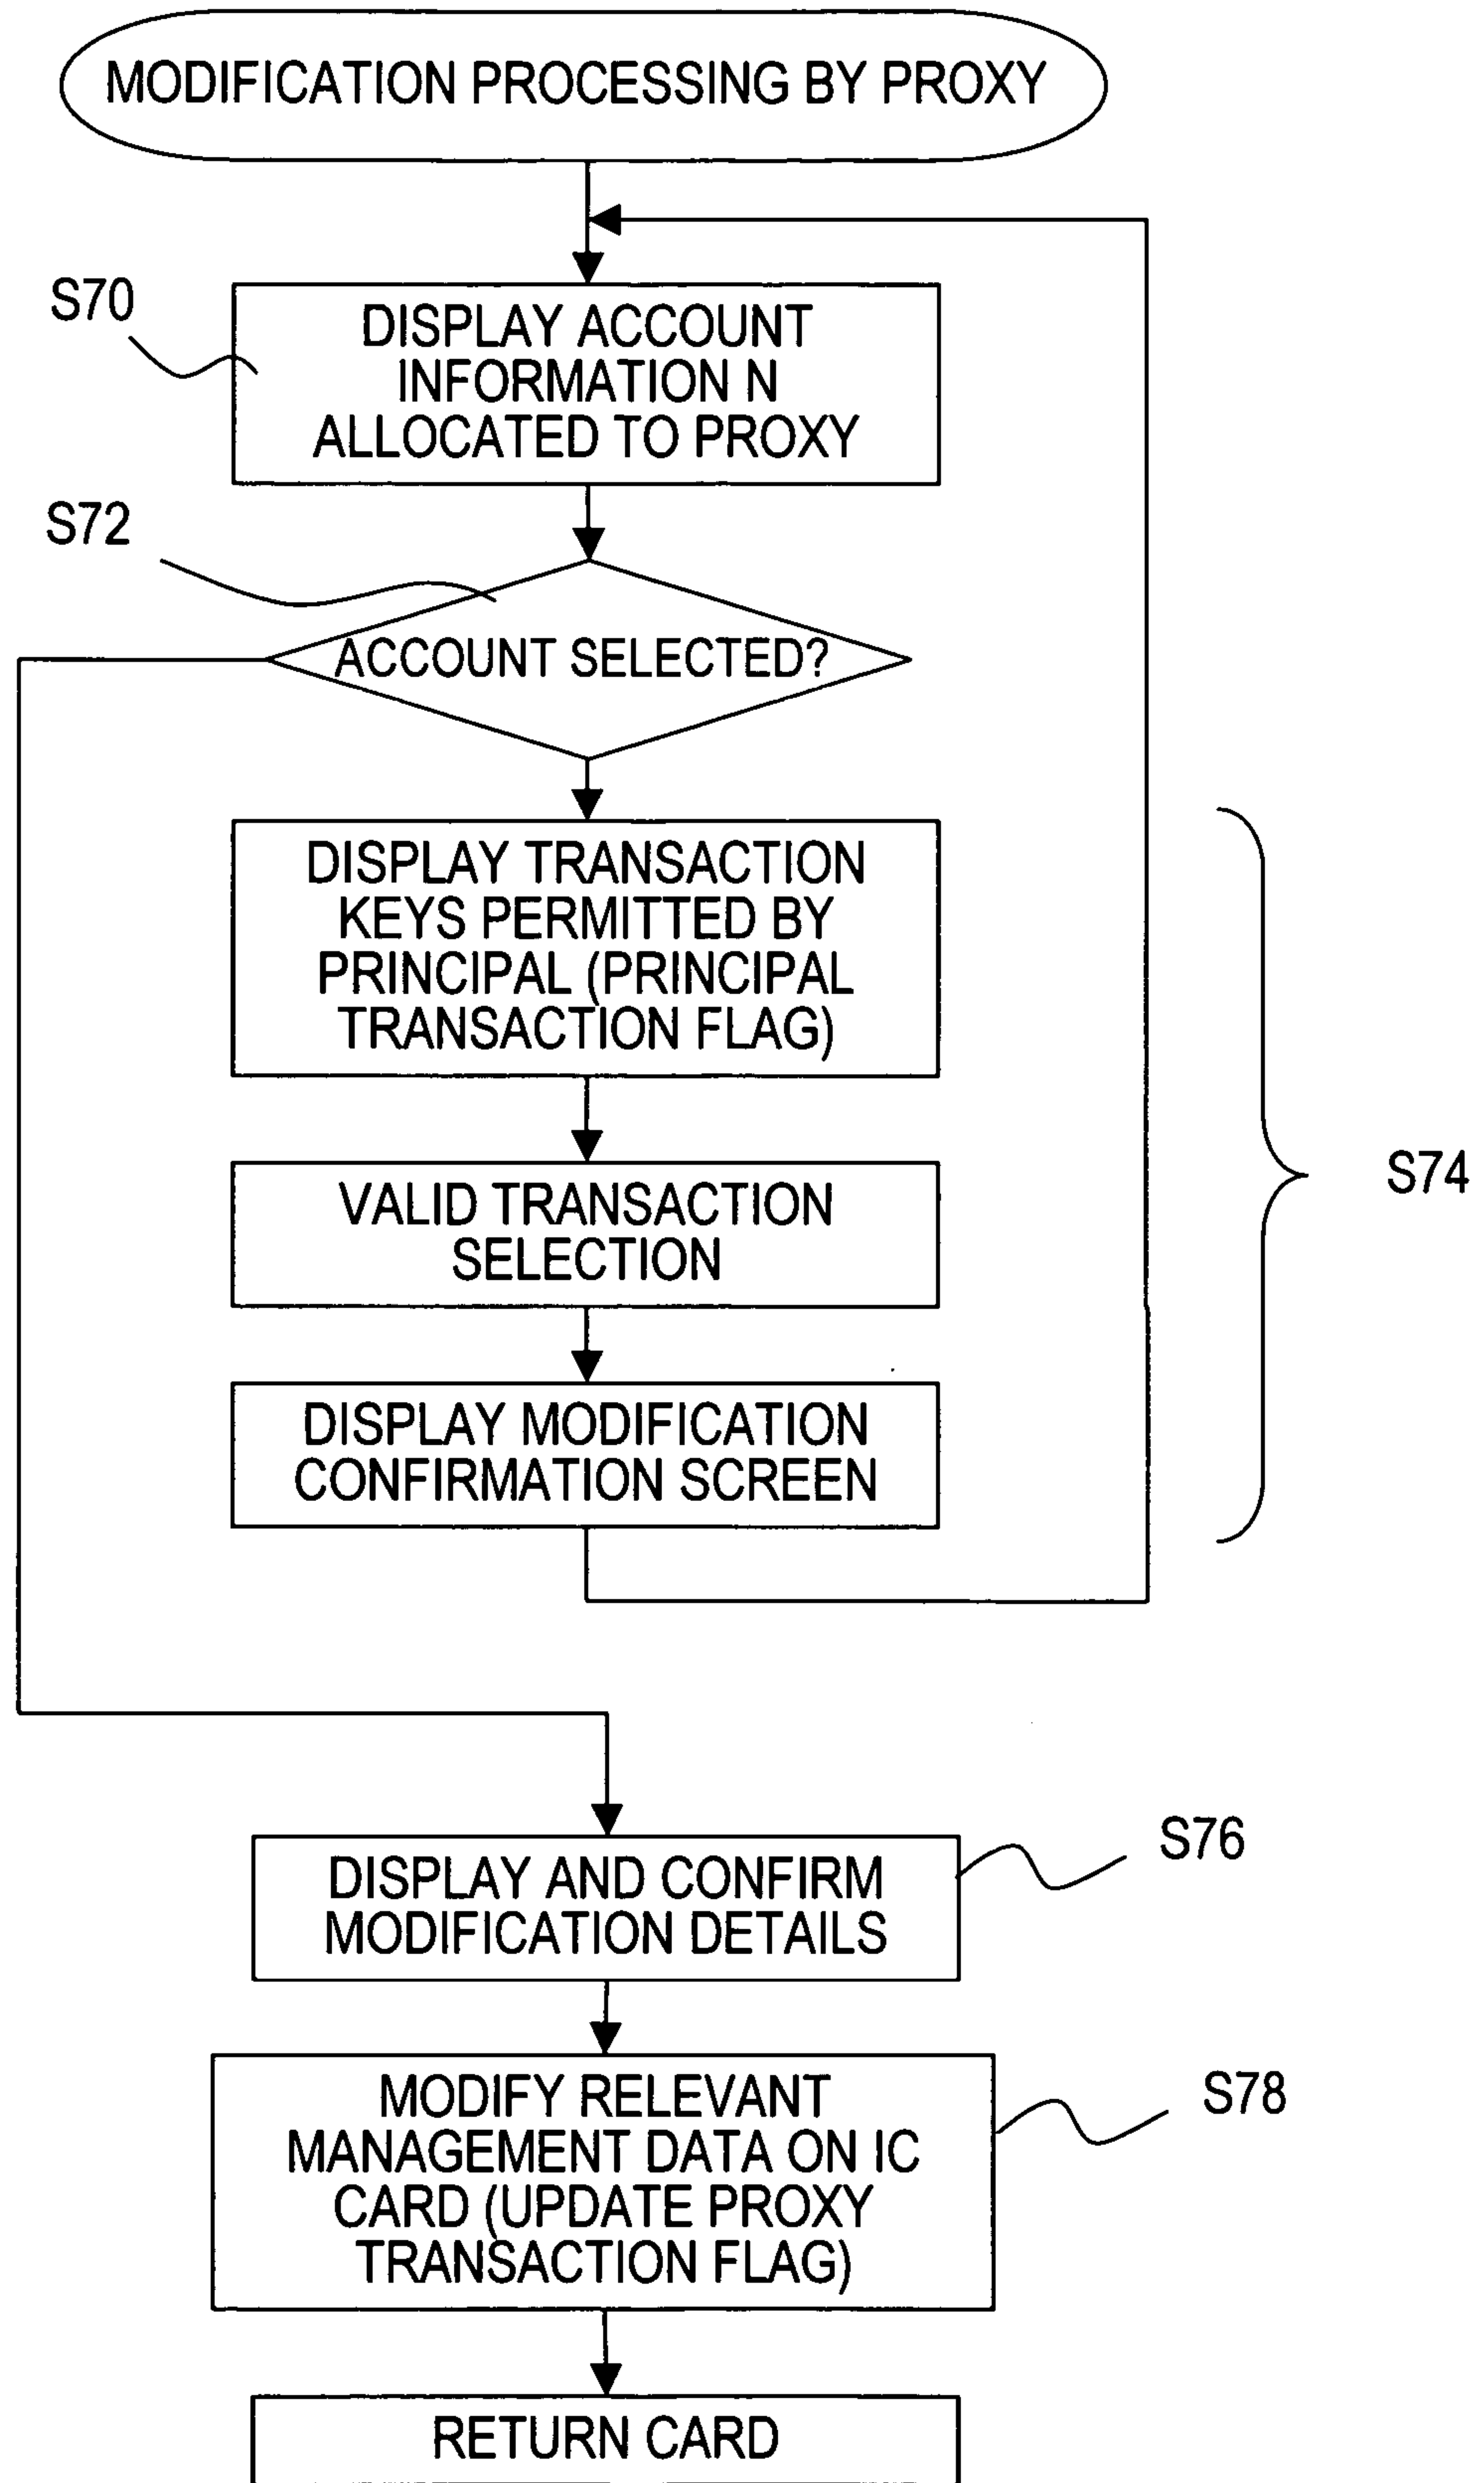 MODIFICATION PROCESSING BY PROXY
S70
DISPLAY ACCOUNT
INFORMATION N
ALLOCATED TO PROXY
S72
ACCOUNT SELECTED?
DISPLAY TRANSACTION
KEYS PERMITTED BY
PRINCIPAL (PRINCIPAL
TRANSACTION FLAG)
S74
VALID TRANSACTION
SELECTION
DISPLAY MODIFICATION
CONFIRMATION SCREEN
S76
DISPLAY AND CONFIRM
MODIFICATION DETAILS
S78
MODIFY RELEVANT
MANAGEMENT DATA ON IC
CARD (UPDATE PROXY
TRANSACTION FLAG)
RETURN CARD